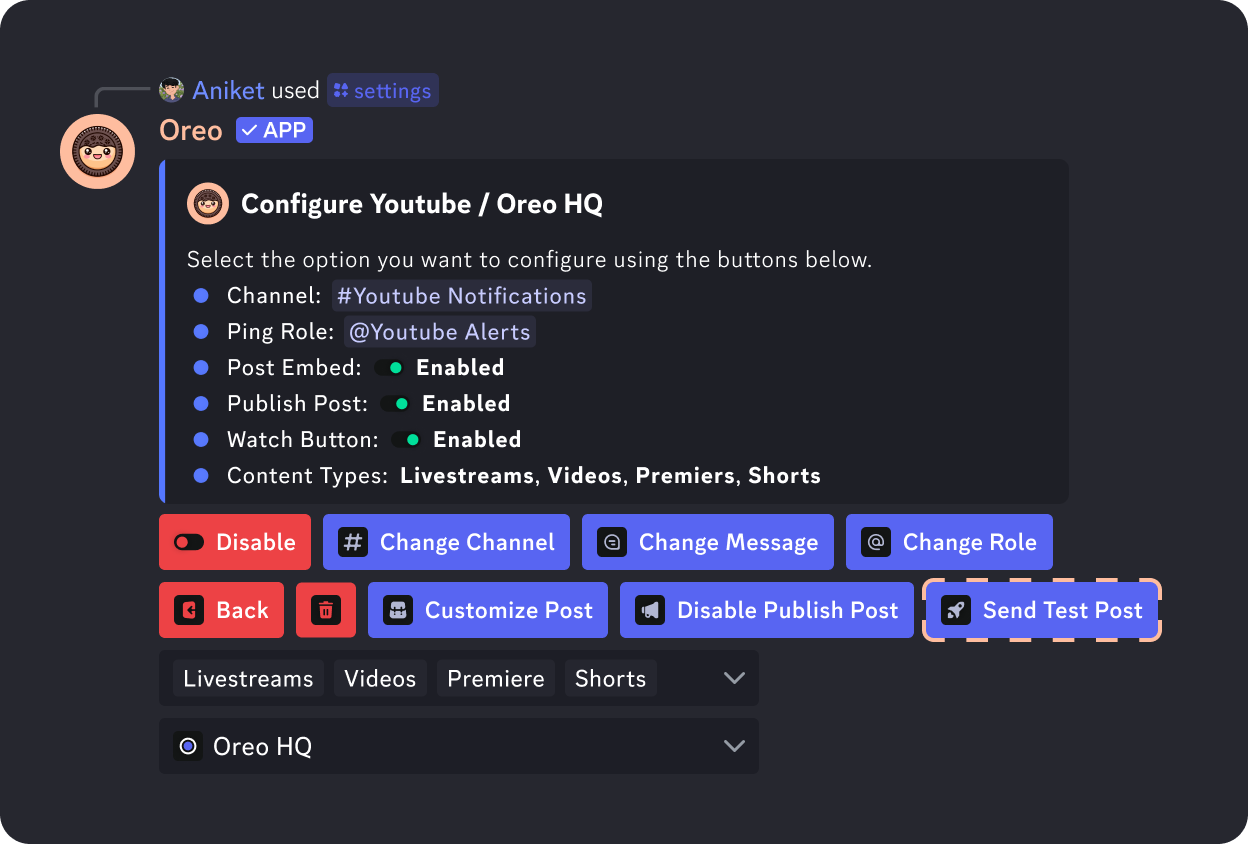 Aniket used settings
Oreo APP
Configure Youtube / Oreo HQ
Select the option you want to configure using the buttons below.
Channel: #Youtube Notifications
Ping Role: @Youtube Alerts
Post Embed: Enabled
Publish Post: Enabled
Watch Button: Enabled
Content Types: Livestreams, Videos, Premiers, Shorts
Disable # Change Channel Change Message @ Change Role
Back Customize Post Disable Publish Post Send Test Post
Livestreams Videos Premiere Shorts
Oreo HQ